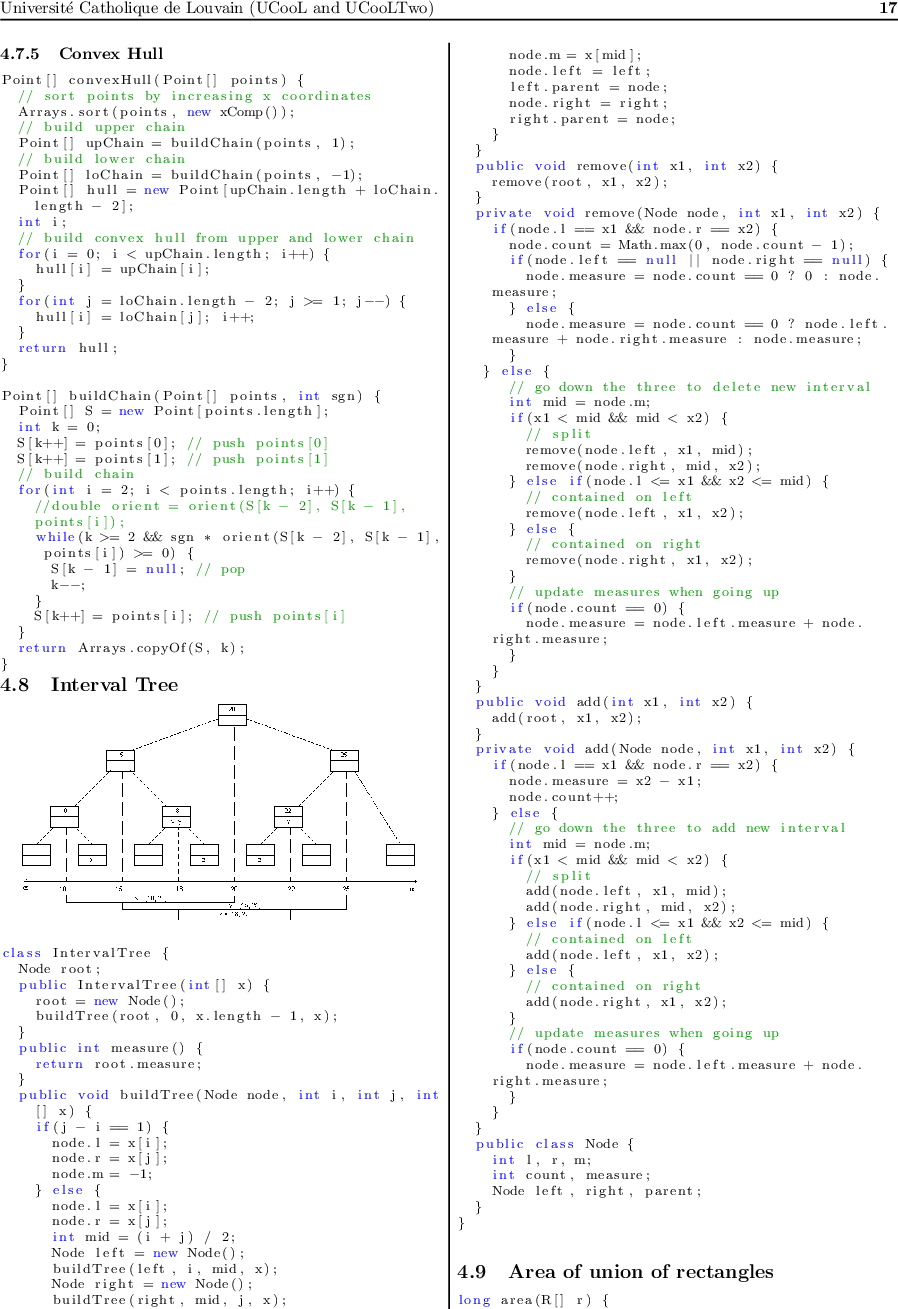 Université Catholique de Louvain (UCooL and UCooLTwo) 17
4.7.5 Convex Hull
Point[] convexHull(Point[] points) {
// sort points by increasing x coordinates
Arrays.sort(points, new xComp());
// build upper chain
Point[] upChain = buildChain(points, 1);
// build lower chain
Point[] loChain = buildChain(points, −1);
Point[] hull = new Point[upChain.length + loChain.
length − 2];
int i;
// build convex hull from upper and lower chain
for(i = 0; i < upChain.length; i++) {
hull[i] = upChain[i];
}
for(int j = loChain.length − 2; j >= 1; j−−) {
hull[i] = loChain[j]; i++;
}
return hull;
}
Point[] buildChain(Point[] points, int sgn) {
Point[] S = new Point[points.length];
int k = 0;
S[k++] = points[0]; // push points[0]
S[k++] = points[1]; // push points[1]
// build chain
for(int i = 2; i < points.length; i++) {
//double orient = orient(S[k − 2], S[k − 1],
points[i]);
while(k >= 2 && sgn * orient(S[k − 2], S[k − 1],
points[i]) >= 0) {
S[k − 1] = null; // pop
k−−;
}
S[k++] = points[i]; // push points[i]
}
return Arrays.copyOf(S, k);
}
4.8 Interval Tree
20
25
22
10 15 18 20 22 25
class IntervalTree {
Node root;
public IntervalTree(int[] x) {
root = new Node();
buildTree(root, 0, x.length − 1, x);
}
public int measure() {
return root.measure;
}
public void buildTree(Node node, int i, int j, int
[] x) {
if(j − i == 1) {
node.l = x[i];
node.r = x[j];
node.m = −1;
} else {
node.l = x[i];
node.r = x[j];
int mid = (i + j) / 2;
Node left = new Node();
buildTree(left, i, mid, x);
Node right = new Node();
buildTree(right, mid, j, x);
node.m = x[mid];
node.left = left;
left.parent = node;
node.right = right;
right.parent = node;
}
}
public void remove(int x1, int x2) {
remove(root, x1, x2);
}
private void remove(Node node, int x1, int x2) {
if(node.l == x1 && node.r == x2) {
node.count = Math.max(0, node.count − 1);
if(node.left == null || node.right == null) {
node.measure = node.count == 0 ? 0 : node.
measure;
} else {
node.measure = node.count == 0 ? node.left.
measure + node.right.measure : node.measure;
}
} else {
// go down the three to delete new interval
int mid = node.m;
if(x1 < mid && mid < x2) {
// split
remove(node.left, x1, mid);
remove(node.right, mid, x2);
} else if(node.l <= x1 && x2 <= mid) {
// contained on left
remove(node.left, x1, x2);
} else {
// contained on right
remove(node.right, x1, x2);
}
// update measures when going up
if(node.count == 0) {
node.measure = node.left.measure + node.
right.measure;
}
}
}
public void add(int x1, int x2) {
add(root, x1, x2);
}
private void add(Node node, int x1, int x2) {
if(node.l == x1 && node.r == x2) {
node.measure = x2 − x1;
node.count++;
} else {
// go down the three to add new interval
int mid = node.m;
if(x1 < mid && mid < x2) {
// split
add(node.left, x1, mid);
add(node.right, mid, x2);
} else if(node.l <= x1 && x2 <= mid) {
// contained on left
add(node.left, x1, x2);
} else {
// contained on right
add(node.right, x1, x2);
}
// update measures when going up
if(node.count == 0) {
node.measure = node.left.measure + node.
right.measure;
}
}
}
public class Node {
int l, r, m;
int count, measure;
Node left, right, parent;
}
}
4.9 Area of union of rectangles
long area(R[] r) {